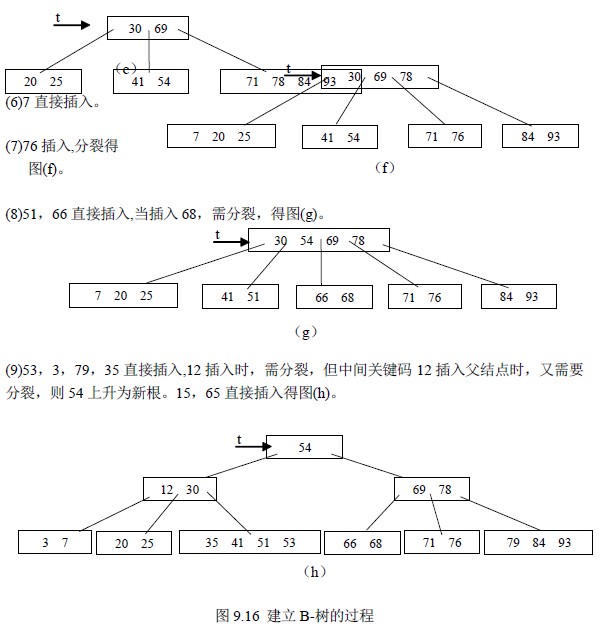 t
30 69
(e)
20 25 41 54 71 78 84 93
t
30 69 78
(6)7 直接插入。
7 20 25 41 54 71 76 84 93
(7)76 插入,分裂得
图(f)。
（f）
(8)51，66 直接插入,当插入 68，需分裂，得图(g)。
t
30 54 69 78
7 20 25 41 51 66 68 71 76 84 93
（g）
(9)53，3，79，35 直接插入,12 插入时，需分裂，但中间关键码 12 插入父结点时，又需要
分裂，则 54 上升为新根。15，65 直接插入得图(h)。
t
54
12 30 69 78
3 7 20 25 35 41 51 53 66 68 71 76 79 84 93
（h）
图 9.16 建立 B-树的过程